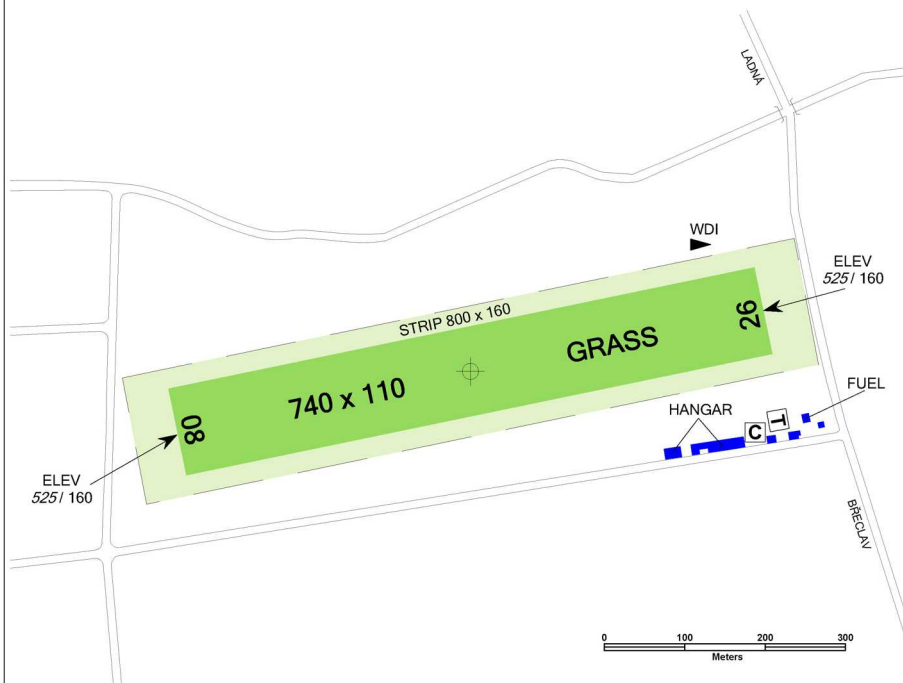 LADNÁ
WDI
ELEV
525 / 160
STRIP 800 x 160
26
GRASS
740 x 110
08
FUEL
HANGAR
C
T
ELEV
525 / 160
BŘECLAV
0 100 200 300
Meters